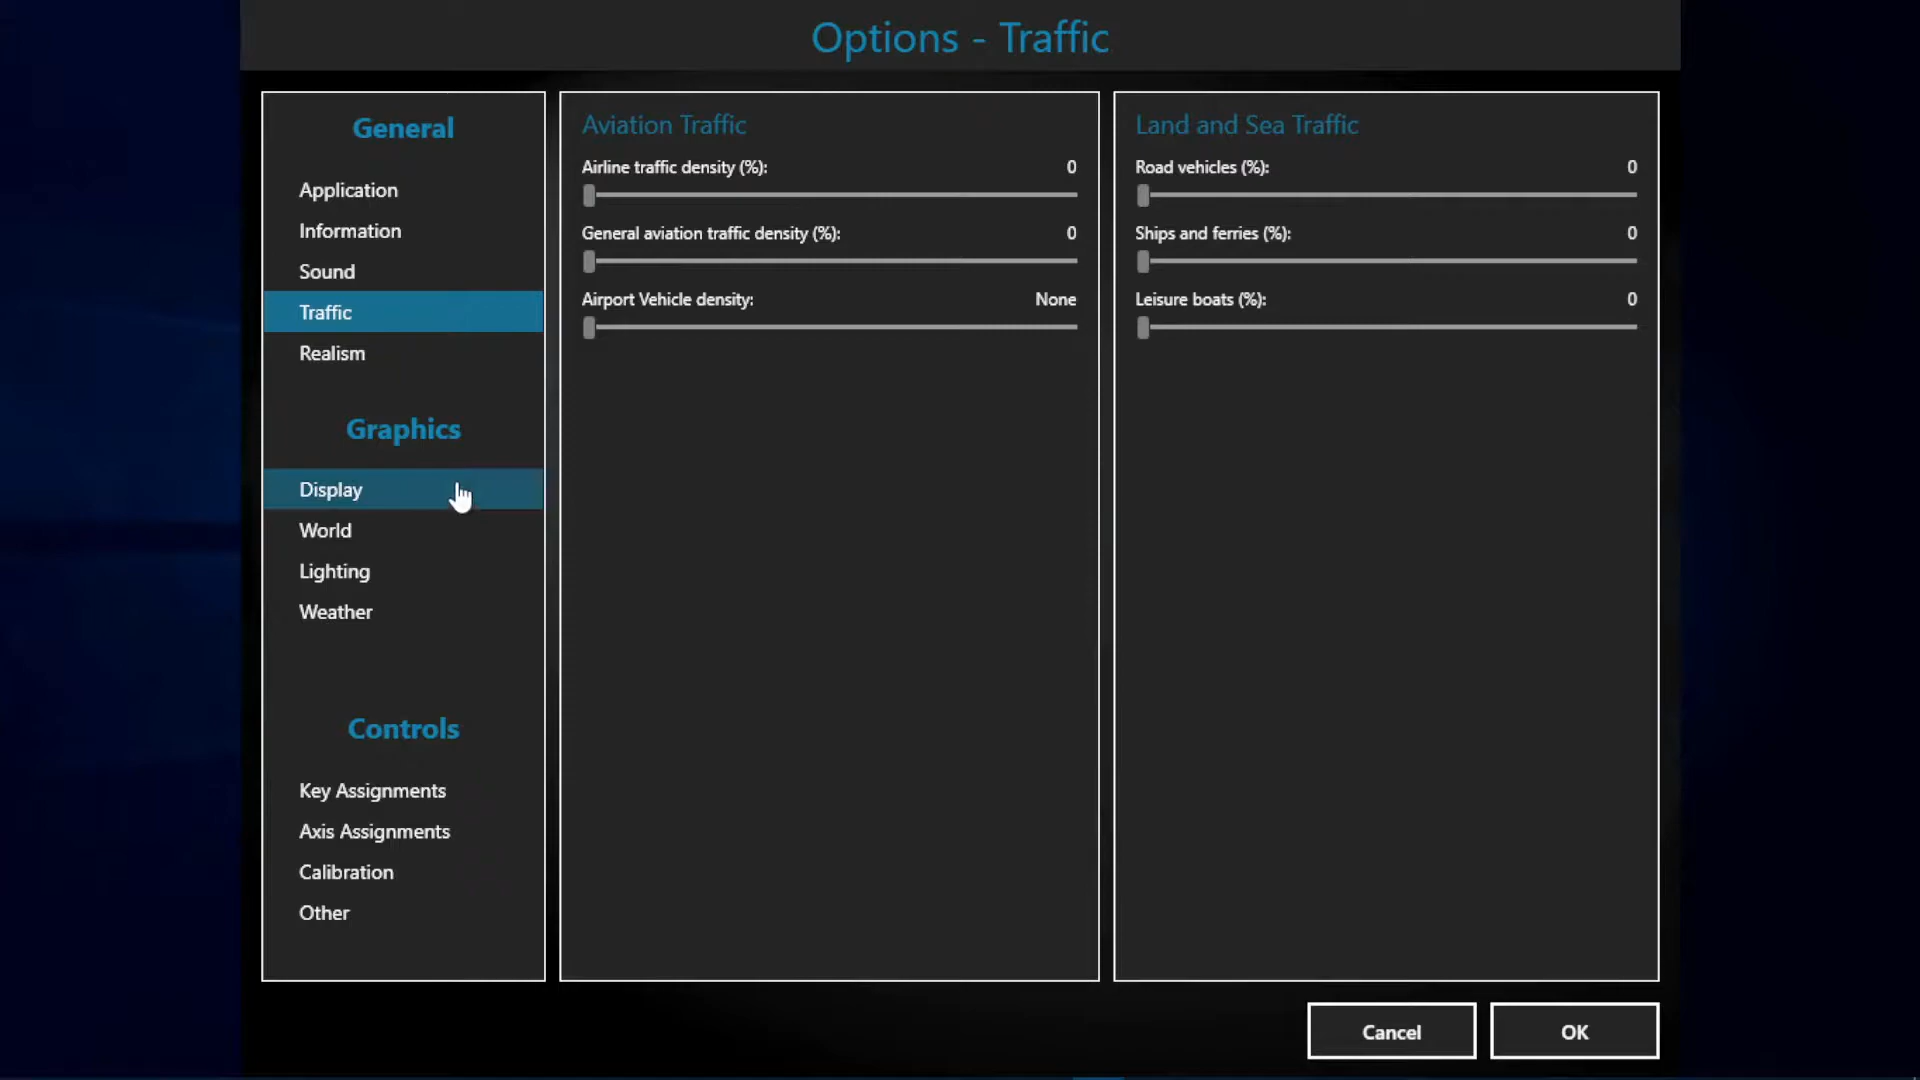 Options - Traffic
General
Application
Information
Sound
Traffic
Realism
Graphics
Display
World
Lighting
Weather
Controls
Key Assignments
Axis Assignments
Calibration
Other
Aviation Traffic
Airline traffic density (%): 0
General aviation traffic density (%): 0
Airport Vehicle density: None
Land and Sea Traffic
Road vehicles (%): 0
Ships and ferries (%): 0
Leisure boats (%): 0
Cancel OK